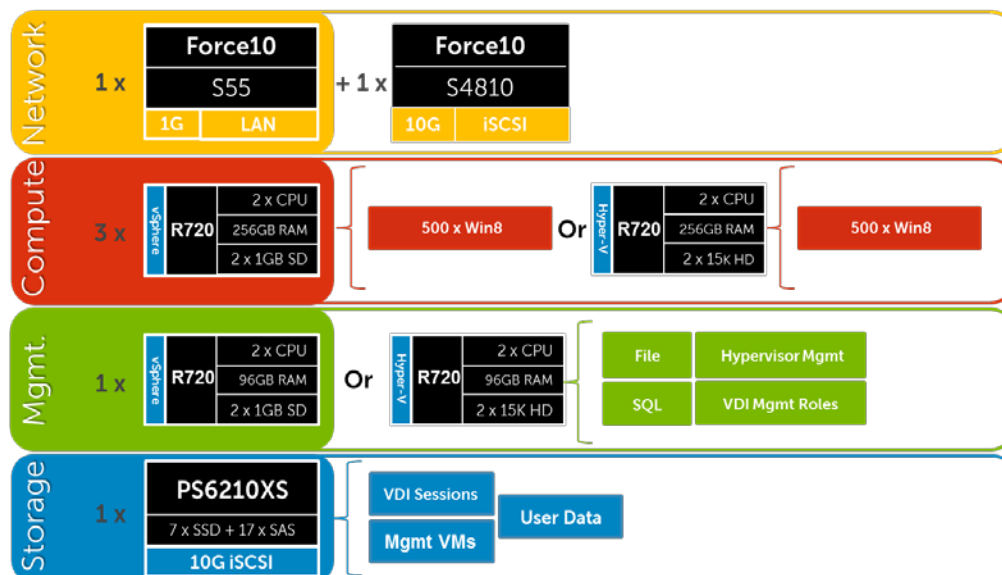 Network
1 x
Force10
S55
1G LAN
+ 1 x
Force10
S4810
10G iSCSI
Compute
3 x
vSphere
R720
2 x CPU
256GB RAM
2 x 1GB SD
500 x Win8
Or
Hyper-V
R720
2 x CPU
256GB RAM
2 x 15K HD
500 x Win8
Mgmt.
1 x
vSphere
R720
2 x CPU
96GB RAM
2 x 1GB SD
Or
Hyper-V
R720
2 x CPU
96GB RAM
2 x 15K HD
File
Hypervisor Mgmt
SQL
VDI Mgmt Roles
Storage
1 x
PS6210XS
7 x SSD + 17 x SAS
10G iSCSI
VDI Sessions
Mgmt VMs
User Data